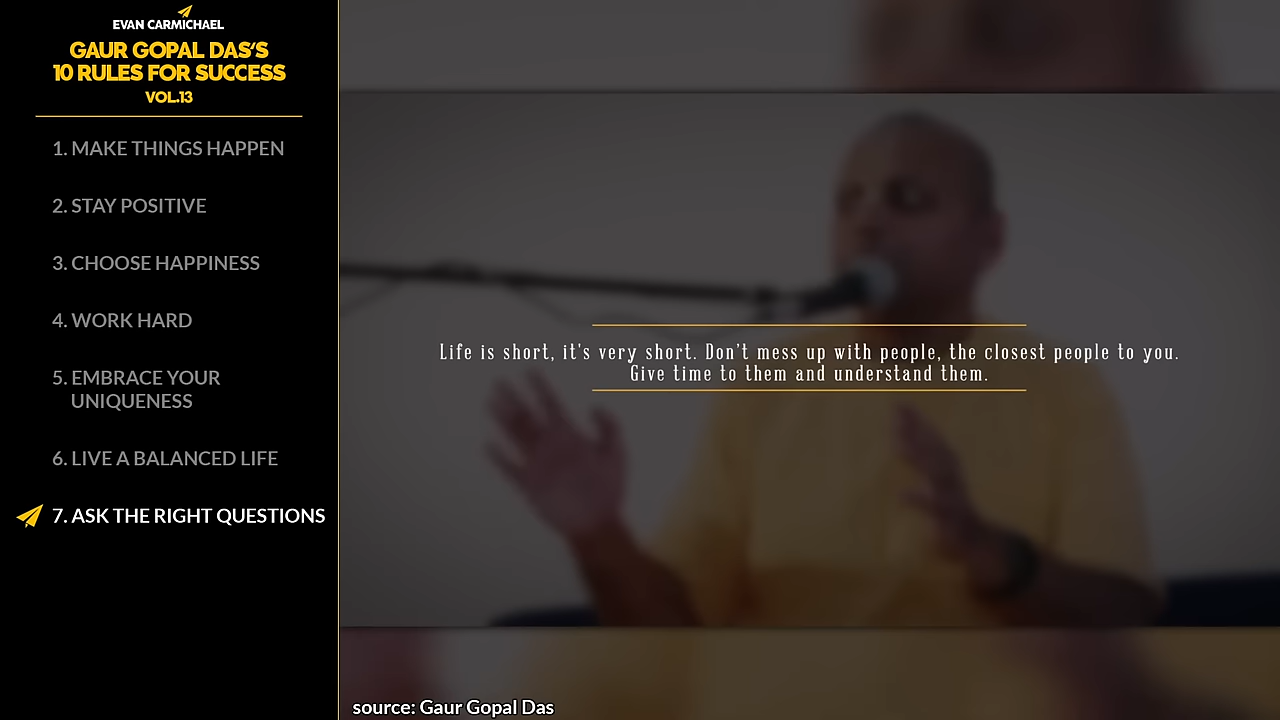 EVAN CARMICHAEL
GAUR GOPAL DAS'S
10 RULES FOR SUCCESS
VOL.13
1. MAKE THINGS HAPPEN
2. STAY POSITIVE
3. CHOOSE HAPPINESS
4. WORK HARD
5. EMBRACE YOUR
UNIQUENESS
6. LIVE A BALANCED LIFE
7. ASK THE RIGHT QUESTIONS
Life is short, it's very short. Don't mess up with people, the closest people to you.
Give time to them and understand them.
source: Gaur Gopal Das